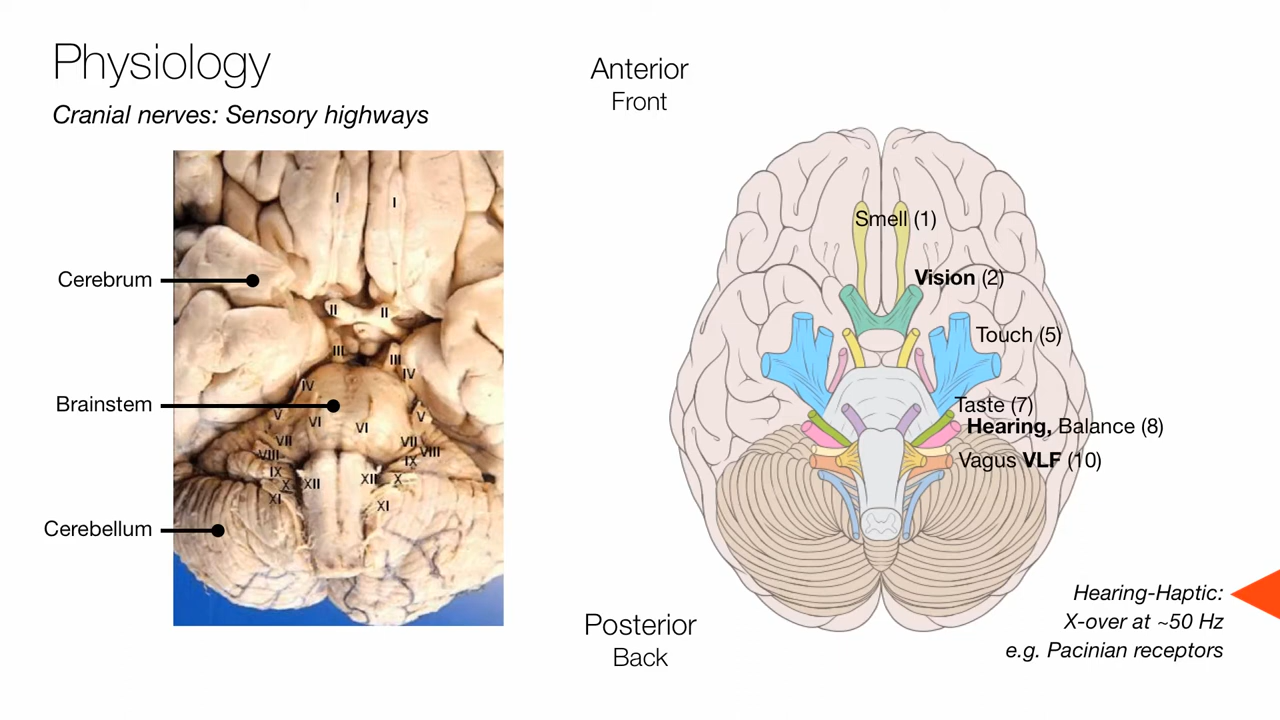 Physiology
Cranial nerves: Sensory highways
Anterior
Front
I
I
II
II
III
III
IV
IV
V
V
VI
VI
VII
VII
VIII
VIII
IX
IX
X
X
XII
XII
XI
XI
Cerebrum
Brainstem
Cerebellum
Smell (1)
Vision (2)
Touch (5)
Taste (7)
Hearing, Balance (8)
Vagus VLF (10)
Posterior
Back
Hearing-Haptic:
X-over at ~50 Hz
e.g. Pacinian receptors